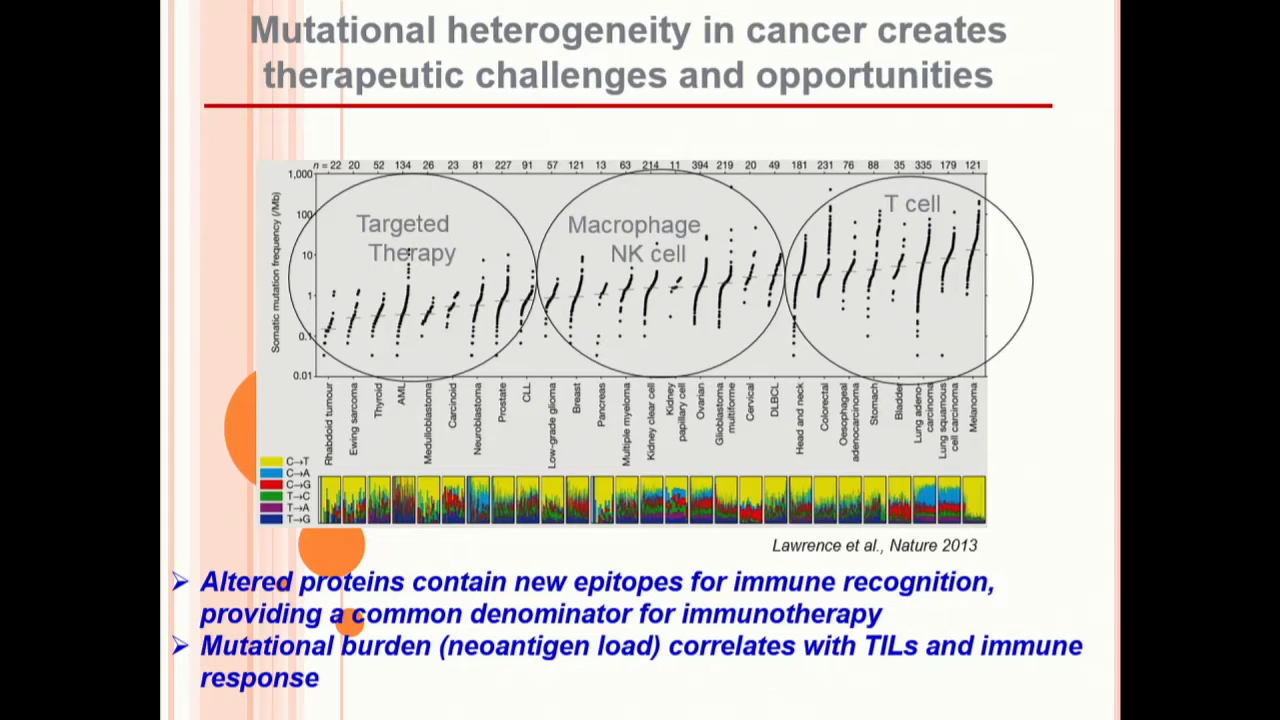 Mutational heterogeneity in cancer creates
therapeutic challenges and opportunities
n = 22 20 52 134 26 23 81 227 91 57 121 13 63 214 11 394 219 20 49 181 231 76 88 35 335 179 121
Somatic mutation frequency (/Mb)
1,000
100
10
1
0.1
0.01
Targeted
Therapy
Macrophage
NK cell
T cell
Rhabdoid tumour
Ewing sarcoma
Thyroid
AML
Medulloblastoma
Carcinoid
Neuroblastoma
Prostate
CLL
Low-grade glioma
Breast
Pancreas
Multiple myeloma
Kidney clear cell
Kidney
papillary cell
Ovarian
Glioblastoma
multiforme
Cervical
DLBCL
Head and neck
Colorectal
Oesophageal
adenocarcinoma
Stomach
Bladder
Lung adeno-
carcinoma
Lung squamous
cell carcinoma
Melanoma
C→T
C→A
C→G
T→C
T→A
T→G
Lawrence et al., Nature 2013
➢ Altered proteins contain new epitopes for immune recognition,
providing a common denominator for immunotherapy
➢ Mutational burden (neoantigen load) correlates with TILs and immune
response